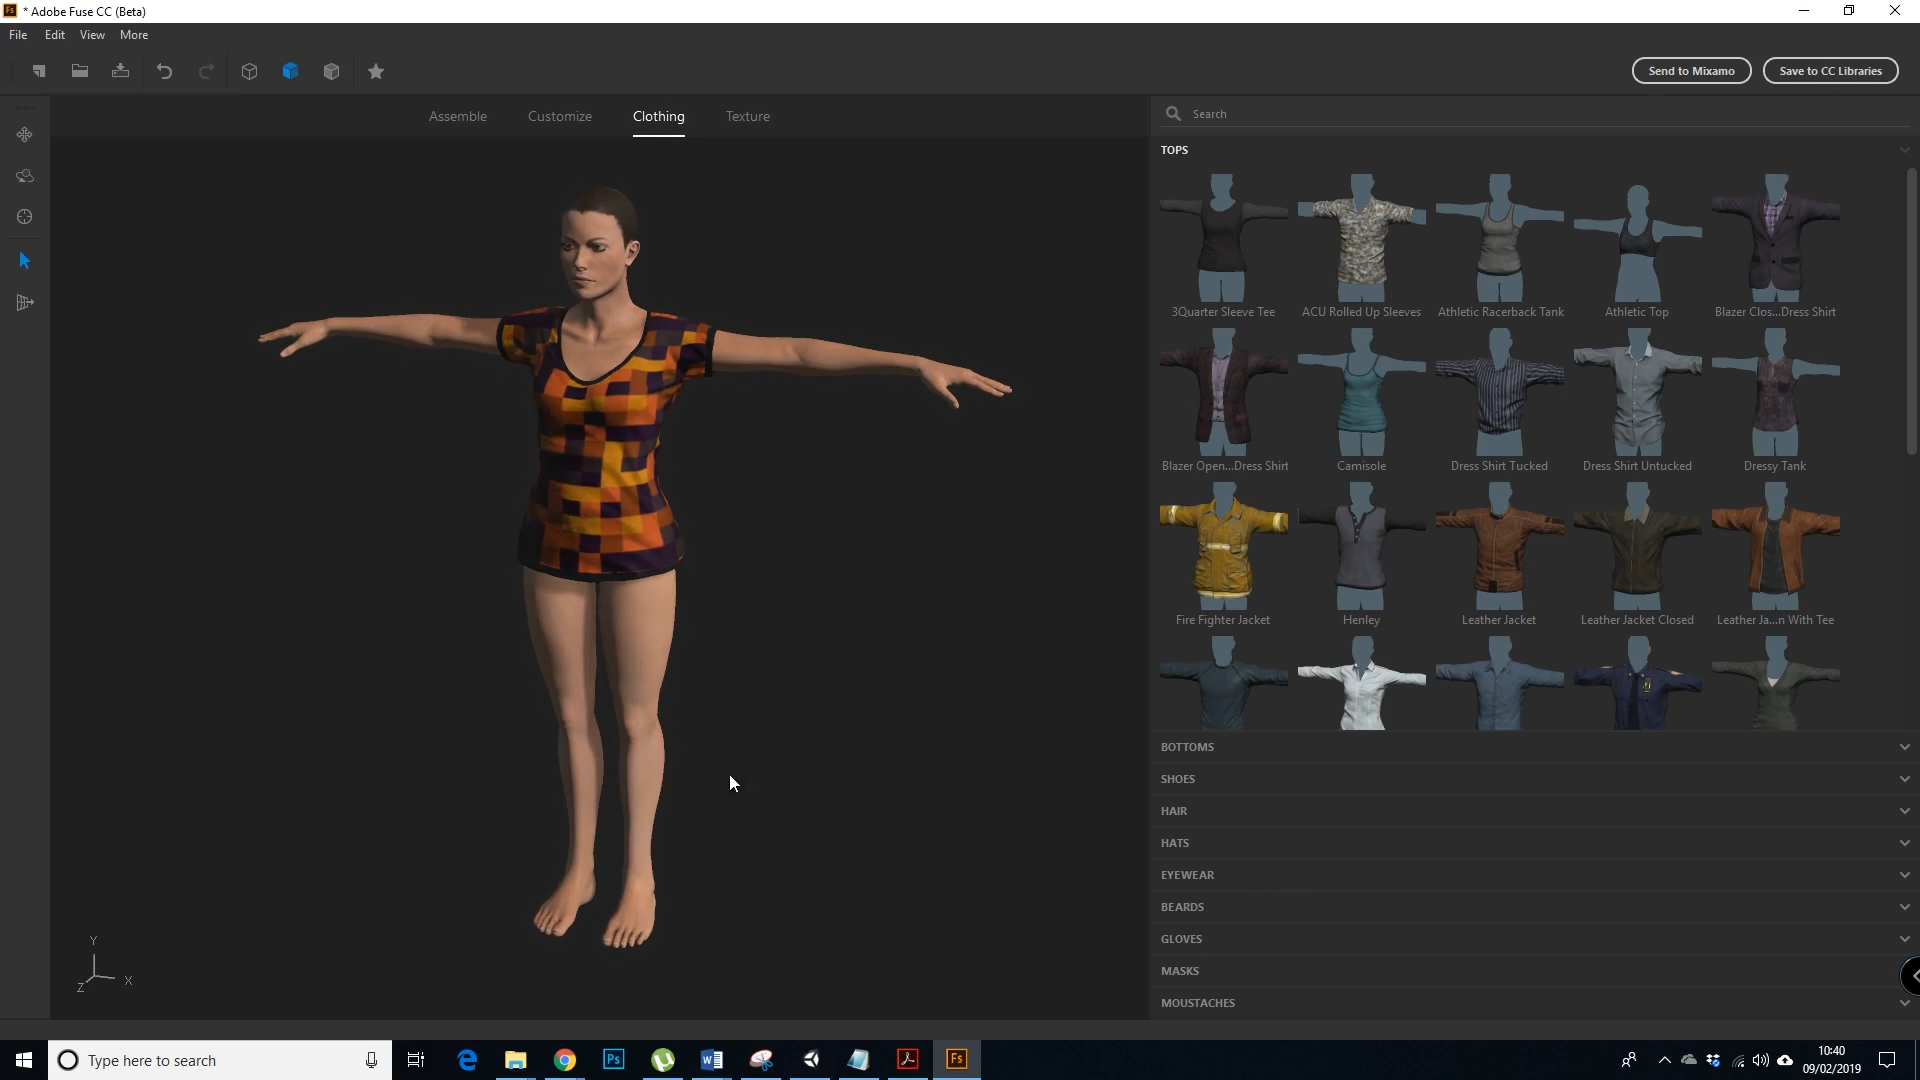 Fs * Adobe Fuse CC (Beta)
File Edit View More
Send to Mixamo Save to CC Libraries
Assemble Customize Clothing Texture
Search
TOPS
3Quarter Sleeve Tee ACU Rolled Up Sleeves Athletic Racerback Tank Athletic Top Blazer Clos...Dress Shirt
Blazer Open...Dress Shirt Camisole Dress Shirt Tucked Dress Shirt Untucked Dressy Tank
Fire Fighter Jacket Henley Leather Jacket Leather Jacket Closed Leather Ja...n With Tee
BOTTOMS
SHOES
HAIR
HATS
EYEWEAR
BEARDS
GLOVES
MASKS
MOUSTACHES
Y
X
Z
Type here to search
Ps
Fs
10:40
09/02/2019